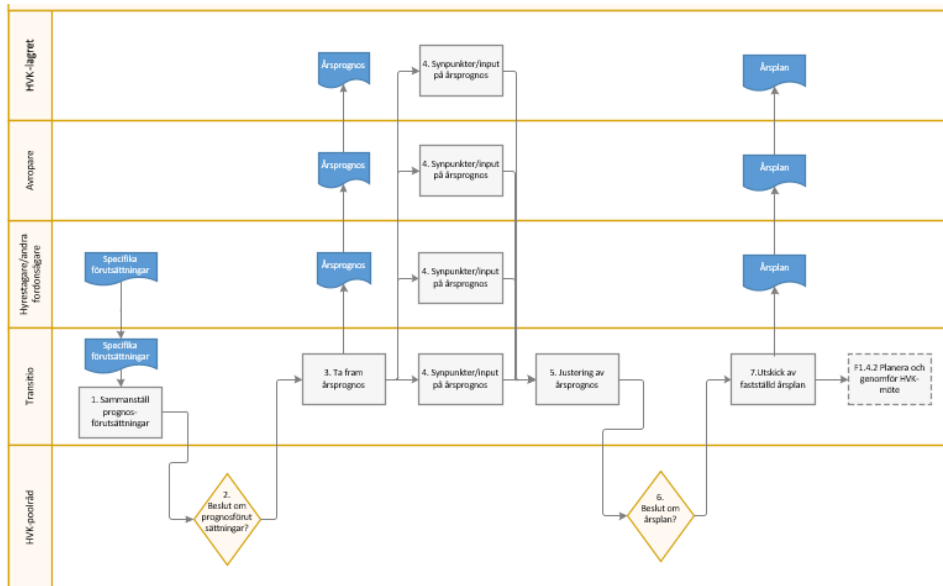 HVK-lagret
Årsprognos
4. Synpunkter/input
på årsprognos
Årsplan
Avropare
Årsprognos
4. Synpunkter/input
på årsprognos
Årsplan
Hyrestagare/andra
fordonsägare
Specifika
förutsättningar
Årsprognos
4. Synpunkter/input
på årsprognos
Årsplan
Transitio
Specifika
förutsättningar
1. Sammanställ
prognos-
förutsättningar
3. Ta fram
årsprognos
4. Synpunkter/input
på årsprognos
5. Justering av
årsprognos
7.Utskick av
fastställd årsplan
F1.4.2 Planera och
genomför HVK-
möte
HVK-poolråd
2.
Beslut om
prognosförut
sättningar?
6.
Beslut om
årsplan?